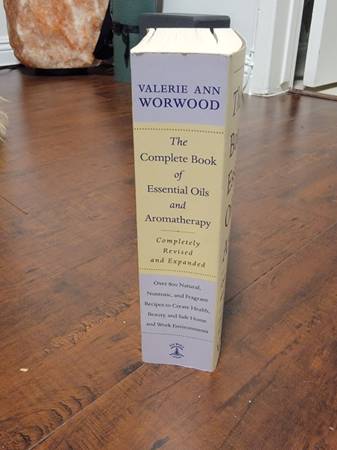 VALERIE ANN
WORWOOD
The
Complete Book
of
Essential Oils
and
Aromatherapy
Completely
Revised
and Expanded
Over 800 Natural,
Nontoxic, and Fragrant
Recipes to Create Health,
Beauty, and Safe Home
and Work Environments